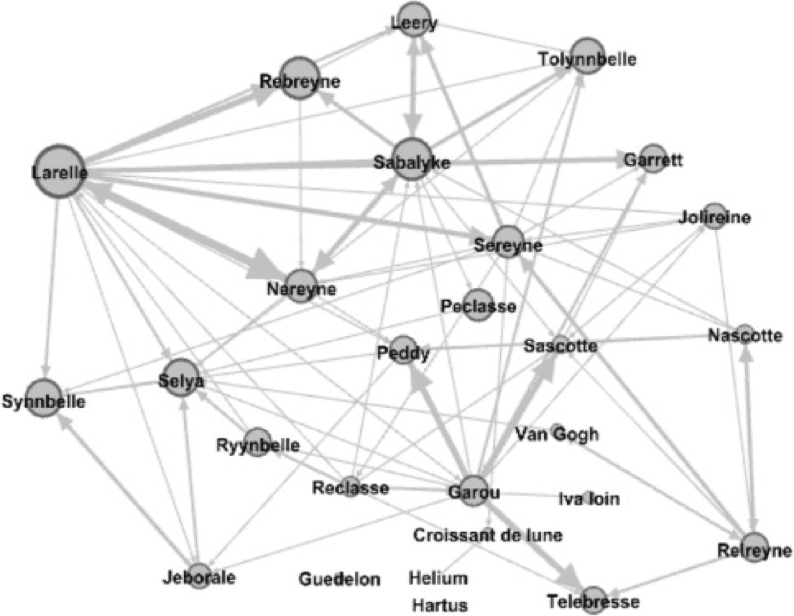 Leery
Tolynnbelle
Rebreyne
Sabalyke
Garrett
Larelle
Jolireine
Sereyne
Nereyne
Peclasse
Nascotte
Sascotte
Peddy
Selya
Synnbelle
Van Gogh
Ryynbelle
Reclasse
Garou
Iva loin
Croissant de lune
Relreyne
Jeborale
Guedelon
Helium
Telebresse
Hartus